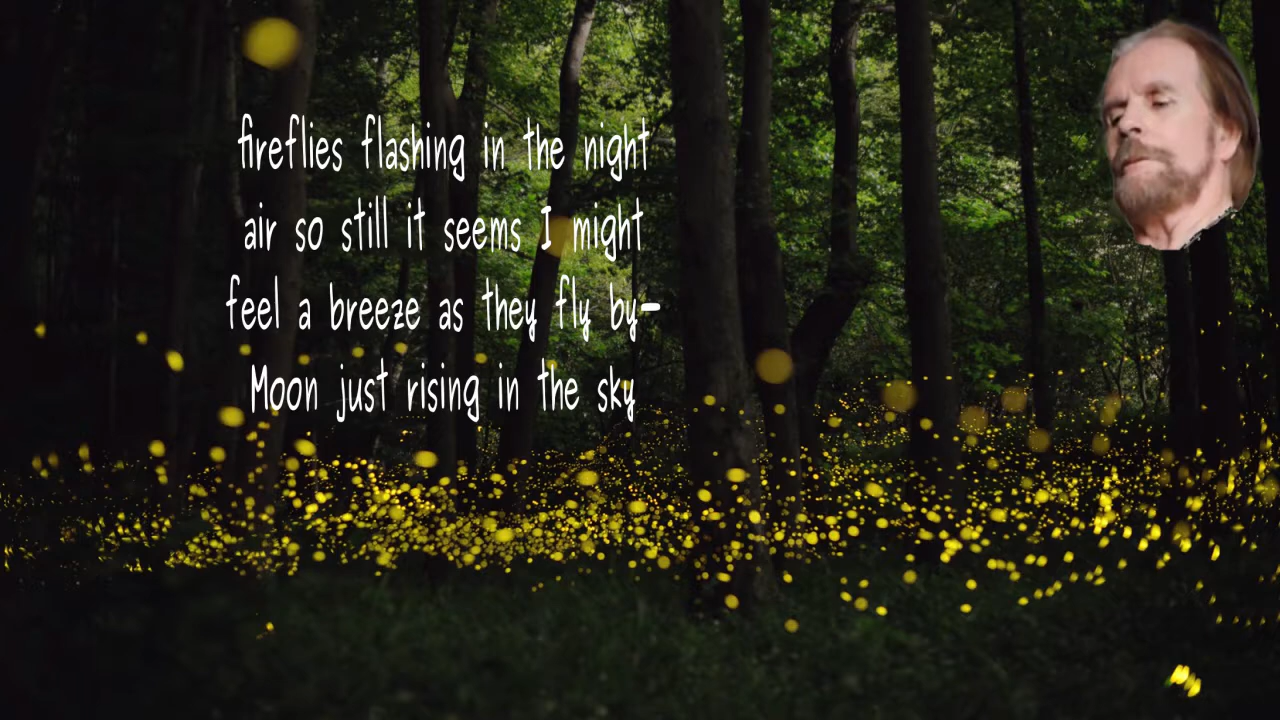 fireflies flashing in the night
air so still it seems I might
feel a breeze as they fly by-
Moon just rising in the sky